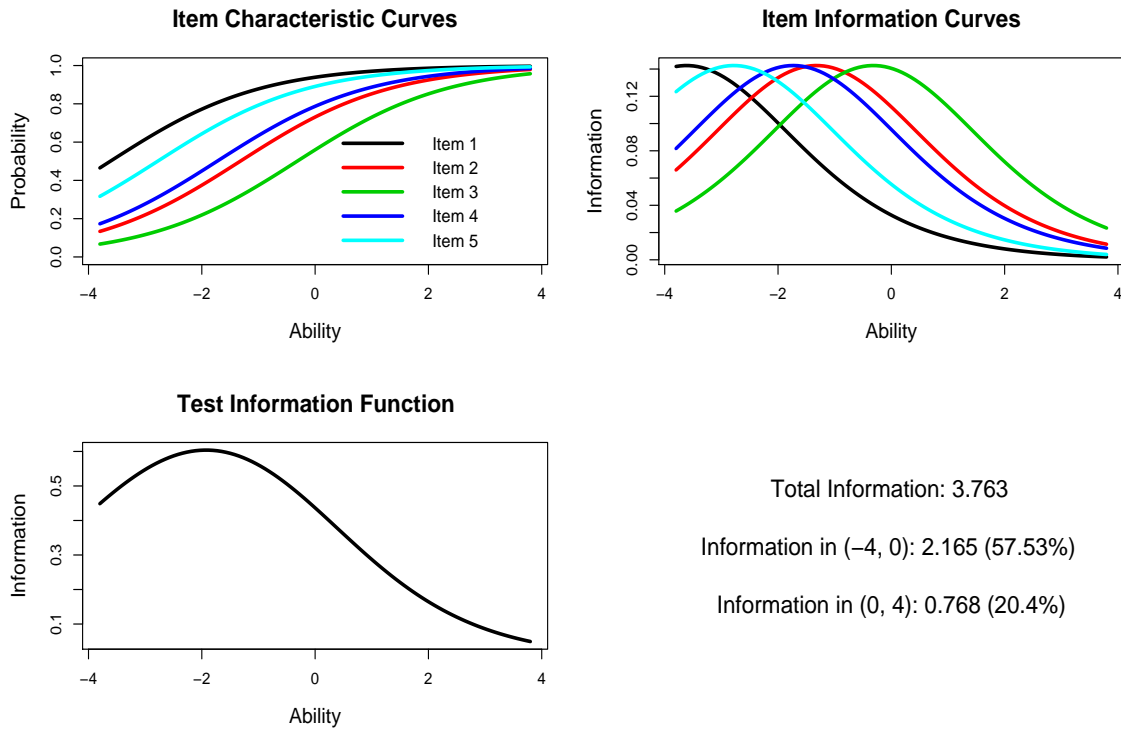 Item Characteristic Curves
Probability
0.0 0.2 0.4 0.6 0.8 1.0
Item 1
Item 2
Item 3
Item 4
Item 5
−4 −2 0 2 4
Ability
Item Information Curves
Information
0.00 0.04 0.08 0.12
−4 −2 0 2 4
Ability
Test Information Function
Information
0.1 0.3 0.5
−4 −2 0 2 4
Ability
Total Information: 3.763
Information in (−4, 0): 2.165 (57.53%)
Information in (0, 4): 0.768 (20.4%)